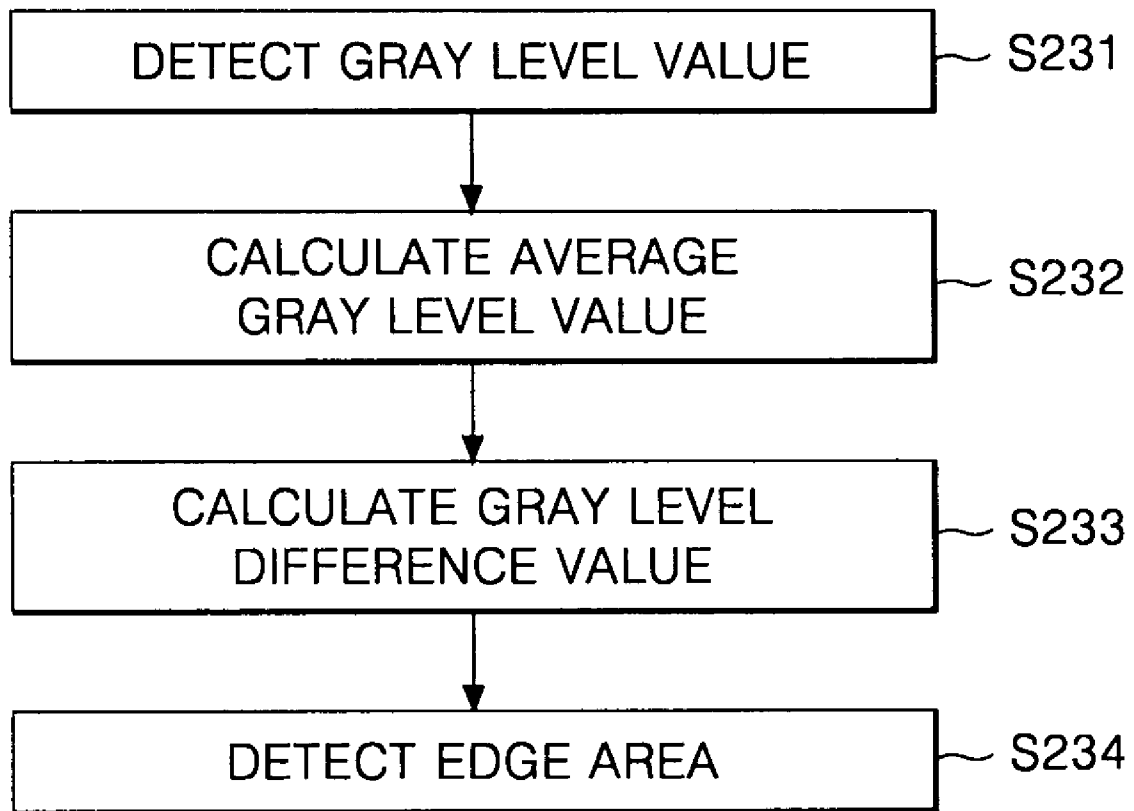 DETECT GRAY LEVEL VALUE
S231
CALCULATE AVERAGE
GRAY LEVEL VALUE
S232
CALCULATE GRAY LEVEL
DIFFERENCE VALUE
S233
DETECT EDGE AREA
S234